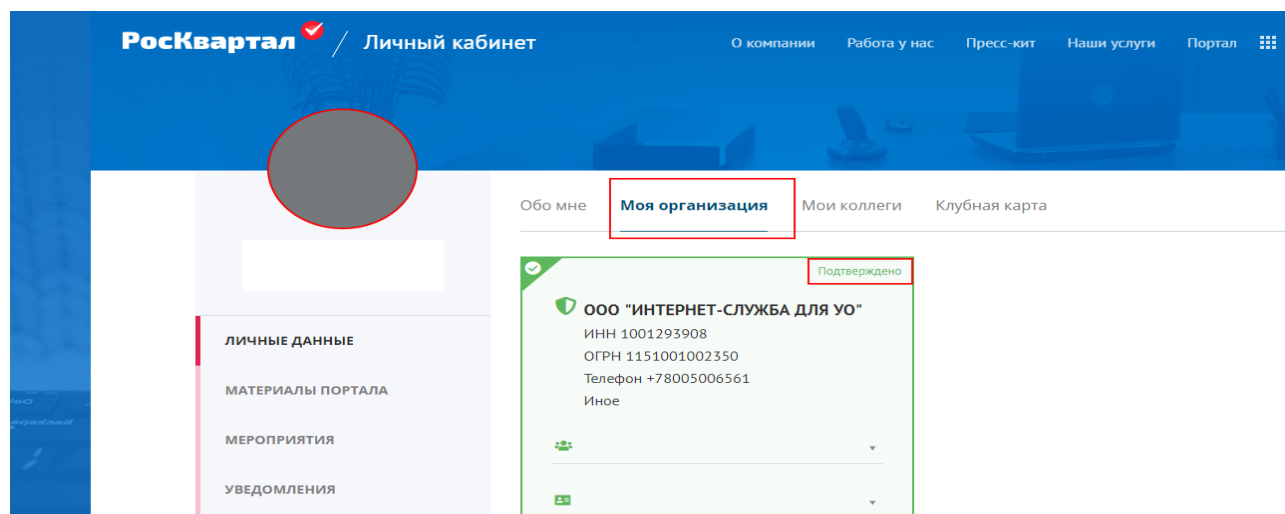 РосКвартал / Личный кабинет
О компании Работа у нас Пресс-кит Наши услуги Портал
Обо мне Моя организация Мои коллеги Клубная карта
Подтверждено
ООО "ИНТЕРНЕТ-СЛУЖБА ДЛЯ УО"
ИНН 1001293908
ОГРН 1151001002350
Телефон +78005006561
Иное
ЛИЧНЫЕ ДАННЫЕ
МАТЕРИАЛЫ ПОРТАЛА
МЕРОПРИЯТИЯ
УВЕДОМЛЕНИЯ